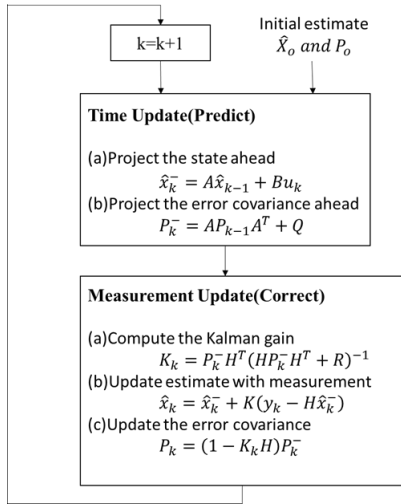 k=k+1
Initial estimate
X̂ₒ and Pₒ
Time Update(Predict)
(a)Project the state ahead
x̂ₖ⁻ = Ax̂ₖ₋₁ + Buₖ
(b)Project the error covariance ahead
Pₖ⁻ = APₖ₋₁Aᵀ + Q
Measurement Update(Correct)
(a)Compute the Kalman gain
Kₖ = Pₖ⁻Hᵀ(HPₖ⁻Hᵀ + R)⁻¹
(b)Update estimate with measurement
x̂ₖ = x̂ₖ⁻ + K(yₖ − Hx̂ₖ⁻)
(c)Update the error covariance
Pₖ = (1 − KₖH)Pₖ⁻